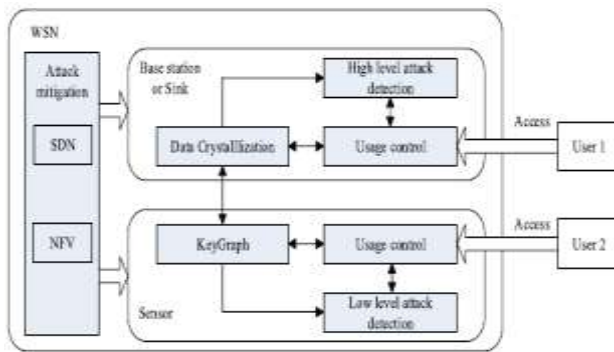 WSN
Attack
mitigation
SDN
NFV
Base station
or Sink
High level attack
detection
Data Crystallization
Usage control
Access
User 1
KeyGraph
Usage control
Access
User 2
Low level attack
detection
Sensor